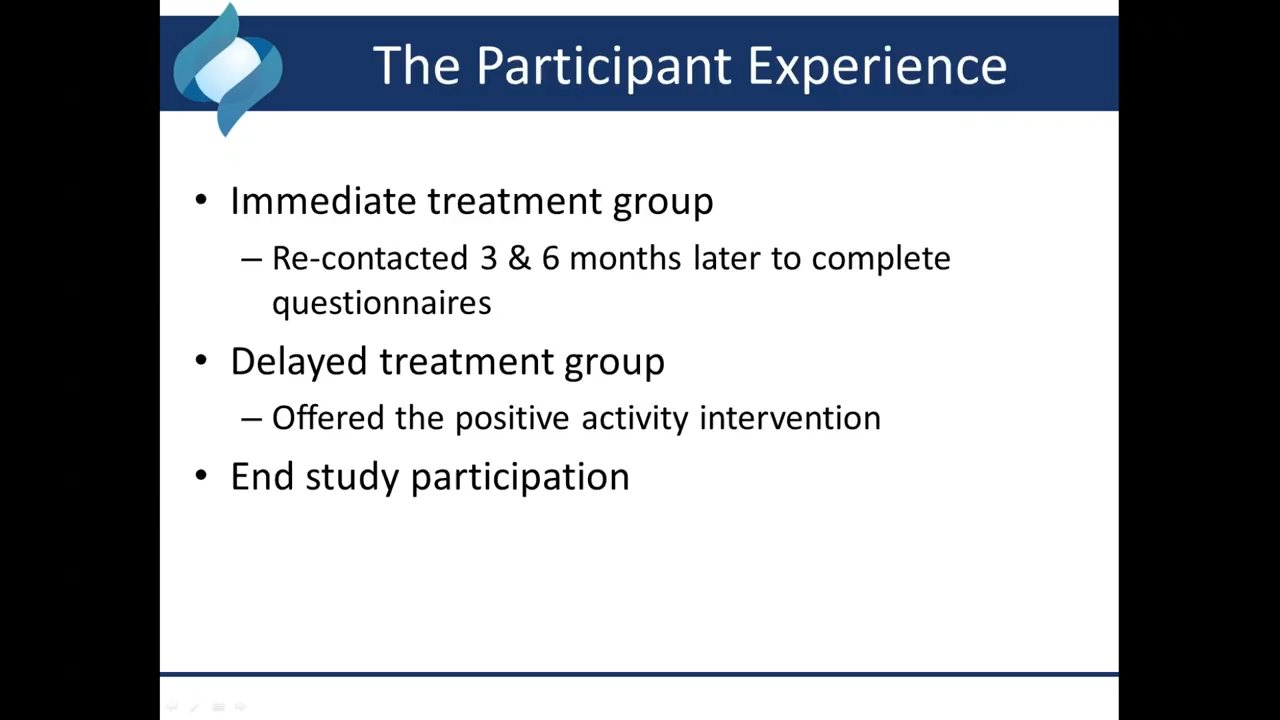 The Participant Experience
• Immediate treatment group
– Re-contacted 3 & 6 months later to complete
questionnaires
• Delayed treatment group
– Offered the positive activity intervention
• End study participation